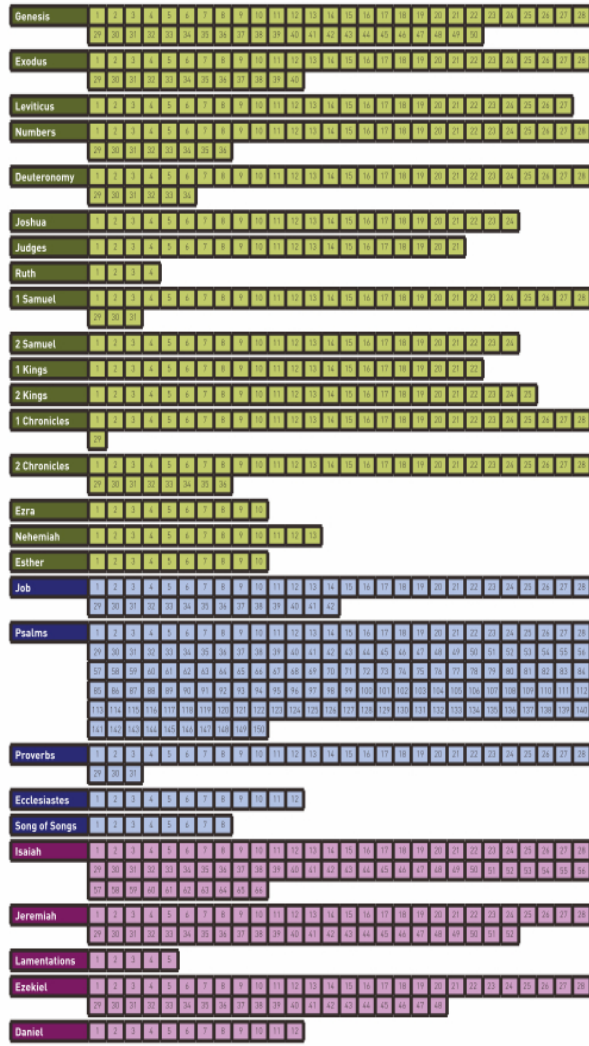 Genesis 1 2 3 4 5 6 7 8 9 10 11 12 13 14 15 16 17 18 19 20 21 22 23 24 25 26 27 28
29 30 31 32 33 34 35 36 37 38 39 40 41 42 43 44 45 46 47 48 49 50
Exodus 1 2 3 4 5 6 7 8 9 10 11 12 13 14 15 16 17 18 19 20 21 22 23 24 25 26 27 28
29 30 31 32 33 34 35 36 37 38 39 40
Leviticus 1 2 3 4 5 6 7 8 9 10 11 12 13 14 15 16 17 18 19 20 21 22 23 24 25 26 27
Numbers 1 2 3 4 5 6 7 8 9 10 11 12 13 14 15 16 17 18 19 20 21 22 23 24 25 26 27 28
29 30 31 32 33 34 35 36
Deuteronomy 1 2 3 4 5 6 7 8 9 10 11 12 13 14 15 16 17 18 19 20 21 22 23 24 25 26 27 28
29 30 31 32 33 34
Joshua 1 2 3 4 5 6 7 8 9 10 11 12 13 14 15 16 17 18 19 20 21 22 23 24
Judges 1 2 3 4 5 6 7 8 9 10 11 12 13 14 15 16 17 18 19 20 21
Ruth 1 2 3 4
1 Samuel 1 2 3 4 5 6 7 8 9 10 11 12 13 14 15 16 17 18 19 20 21 22 23 24 25 26 27 28
29 30 31
2 Samuel 1 2 3 4 5 6 7 8 9 10 11 12 13 14 15 16 17 18 19 20 21 22 23 24
1 Kings 1 2 3 4 5 6 7 8 9 10 11 12 13 14 15 16 17 18 19 20 21 22
2 Kings 1 2 3 4 5 6 7 8 9 10 11 12 13 14 15 16 17 18 19 20 21 22 23 24 25
1 Chronicles 1 2 3 4 5 6 7 8 9 10 11 12 13 14 15 16 17 18 19 20 21 22 23 24 25 26 27 28
29
2 Chronicles 1 2 3 4 5 6 7 8 9 10 11 12 13 14 15 16 17 18 19 20 21 22 23 24 25 26 27 28
29 30 31 32 33 34 35 36
Ezra 1 2 3 4 5 6 7 8 9 10
Nehemiah 1 2 3 4 5 6 7 8 9 10 11 12 13
Esther 1 2 3 4 5 6 7 8 9 10
Job 1 2 3 4 5 6 7 8 9 10 11 12 13 14 15 16 17 18 19 20 21 22 23 24 25 26 27 28
29 30 31 32 33 34 35 36 37 38 39 40 41 42
Psalms 1 2 3 4 5 6 7 8 9 10 11 12 13 14 15 16 17 18 19 20 21 22 23 24 25 26 27 28
29 30 31 32 33 34 35 36 37 38 39 40 41 42 43 44 45 46 47 48 49 50 51 52 53 54 55 56
57 58 59 60 61 62 63 64 65 66 67 68 69 70 71 72 73 74 75 76 77 78 79 80 81 82 83 84
85 86 87 88 89 90 91 92 93 94 95 96 97 98 99 100 101 102 103 104 105 106 107 108 109 110 111 112
113 114 115 116 117 118 119 120 121 122 123 124 125 126 127 128 129 130 131 132 133 134 135 136 137 138 139 140
141 142 143 144 145 146 147 148 149 150
Proverbs 1 2 3 4 5 6 7 8 9 10 11 12 13 14 15 16 17 18 19 20 21 22 23 24 25 26 27 28
29 30 31
Ecclesiastes 1 2 3 4 5 6 7 8 9 10 11 12
Song of Songs 1 2 3 4 5 6 7 8
Isaiah 1 2 3 4 5 6 7 8 9 10 11 12 13 14 15 16 17 18 19 20 21 22 23 24 25 26 27 28
29 30 31 32 33 34 35 36 37 38 39 40 41 42 43 44 45 46 47 48 49 50 51 52 53 54 55 56
57 58 59 60 61 62 63 64 65 66
Jeremiah 1 2 3 4 5 6 7 8 9 10 11 12 13 14 15 16 17 18 19 20 21 22 23 24 25 26 27 28
29 30 31 32 33 34 35 36 37 38 39 40 41 42 43 44 45 46 47 48 49 50 51 52
Lamentations 1 2 3 4 5
Ezekiel 1 2 3 4 5 6 7 8 9 10 11 12 13 14 15 16 17 18 19 20 21 22 23 24 25 26 27 28
29 30 31 32 33 34 35 36 37 38 39 40 41 42 43 44 45 46 47 48
Daniel 1 2 3 4 5 6 7 8 9 10 11 12